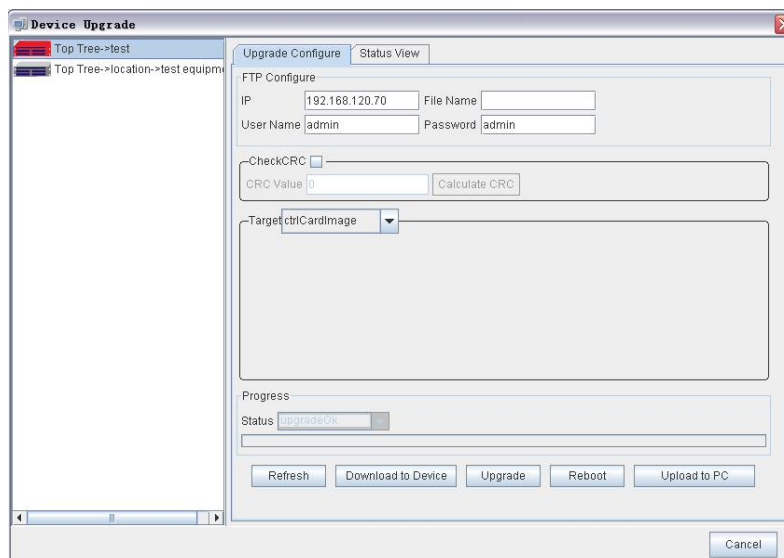 Device Upgrade
Top Tree->test
Top Tree->location->test equipm
Upgrade Configure Status View
FTP Configure
IP 192.168.120.70 File Name
User Name admin Password admin
CheckCRC
CRC Value 0 Calculate CRC
Target ctrlCardImage
Progress
Status upgradeOk
Refresh Download to Device Upgrade Reboot Upload to PC
Cancel